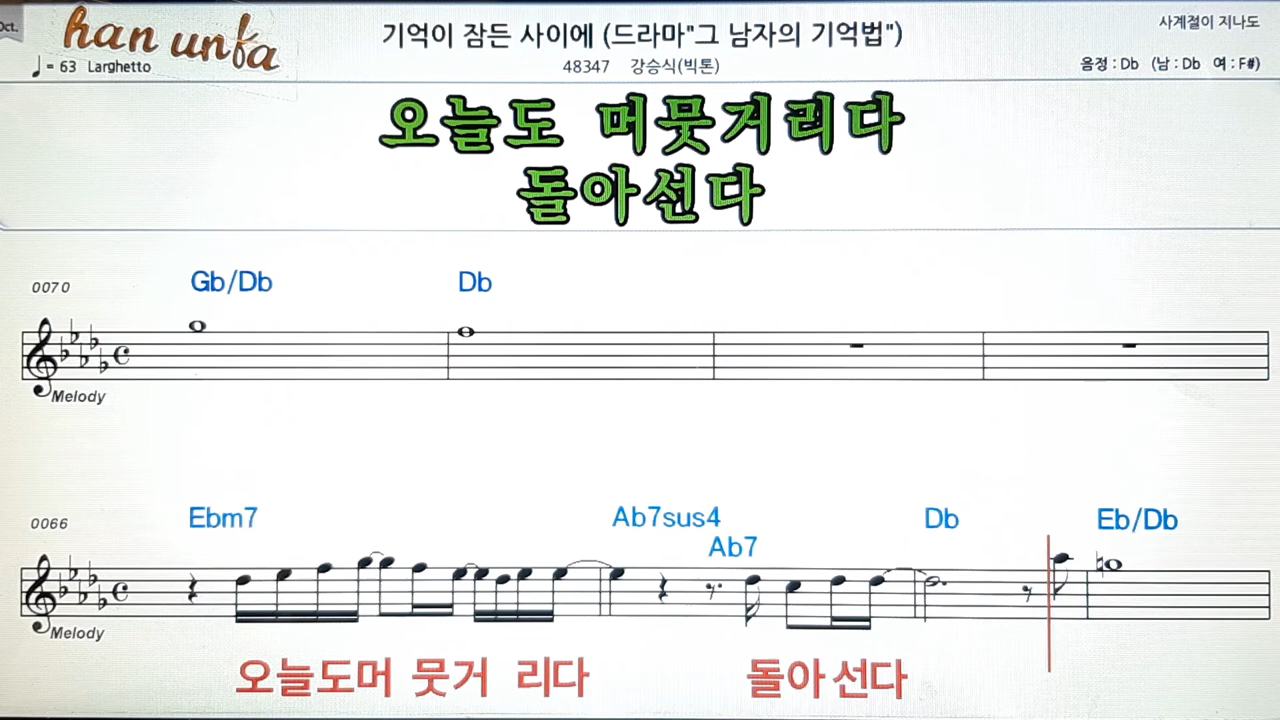 Oct.
han unfa
기억이 잠든 사이에 (드라마"그 남자의 기억법")
사계절이 지나도
♩= 63 Larghetto
48347 강승식(빅톤)
음정 : Db (남 : Db 여 : F#)
오늘도 머뭇거리다
돌아선다
0070 Gb/Db Db
Melody
0066 Ebm7 Ab7sus4 Ab7 Db Eb/Db
Melody
오늘도머 뭇거 리다 돌아선다